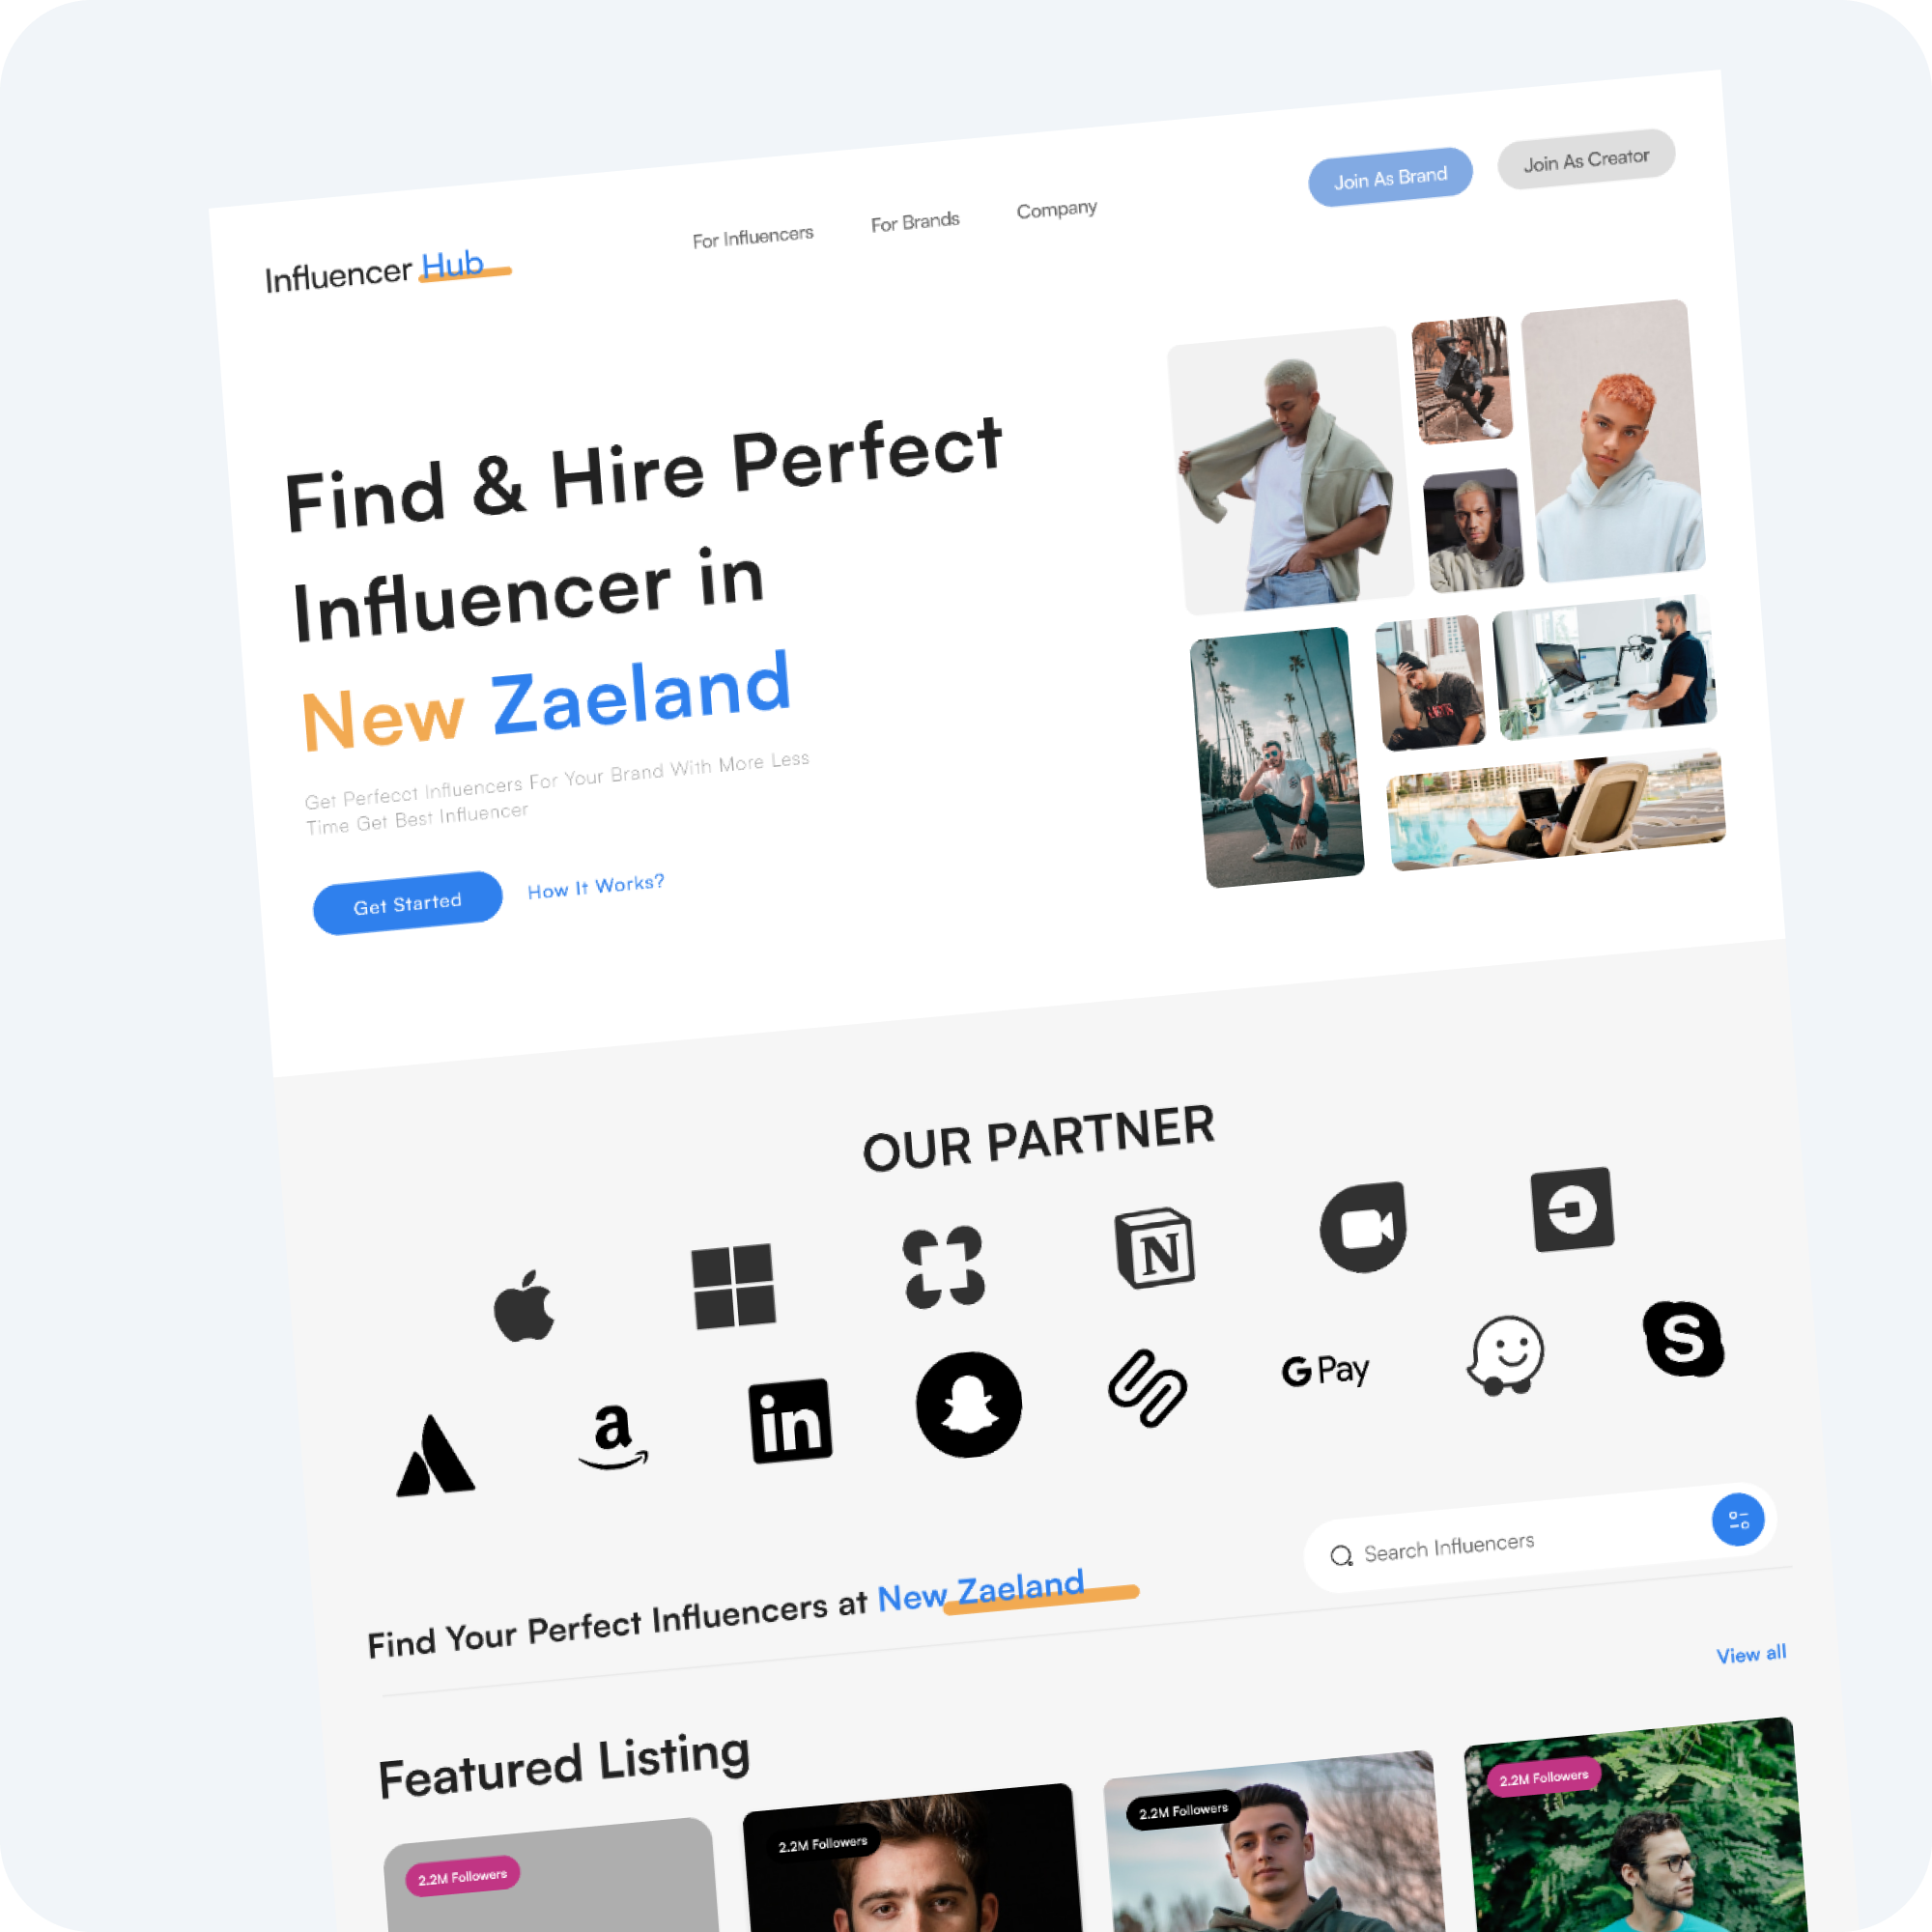 Influencer Hub
For Influencers
For Brands
Company
Join As Brand
Join As Creator
Find & Hire Perfect
Influencer in
New Zaeland
Get Perfecct Influencers For Your Brand With More Less
Time Get Best Influencer
Get Started
How It Works?
OUR PARTNER
N
a
in
G Pay
S
Find Your Perfect Influencers at New Zaeland
Search Influencers
View all
Featured Listing
2.2M Followers
2.2M Followers
2.2M Followers
2.2M Followers